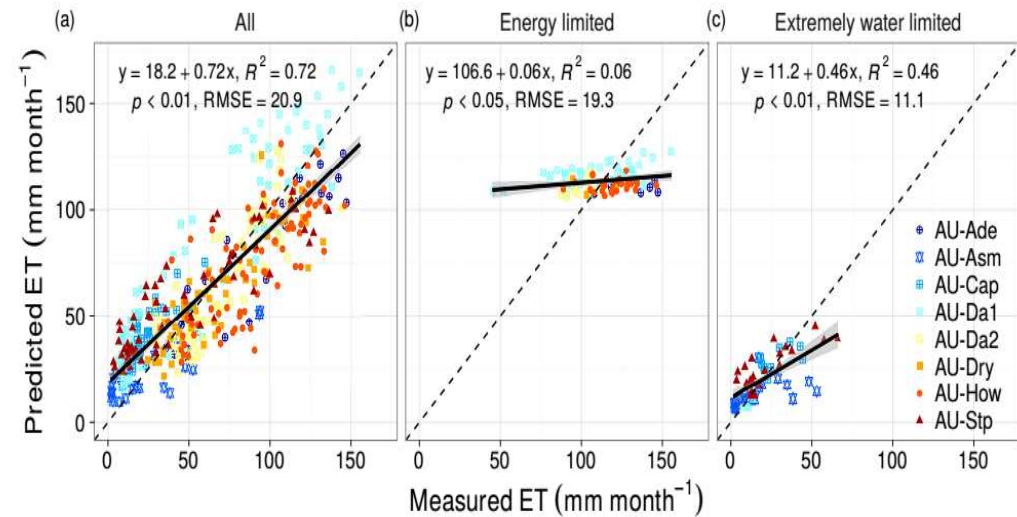 (a) All
y = 18.2 + 0.72x, R² = 0.72
p < 0.01, RMSE = 20.9
(b) Energy limited
y = 106.6 + 0.06x, R² = 0.06
p < 0.05, RMSE = 19.3
(c) Extremely water limited
y = 11.2 + 0.46x, R² = 0.46
p < 0.01, RMSE = 11.1
Predicted ET (mm month⁻¹)
150
100
50
0
AU-Ade
AU-Asm
AU-Cap
AU-Da1
AU-Da2
AU-Dry
AU-How
AU-Stp
0 50 100 150 0 50 100 150 0 50 100 150
Measured ET (mm month⁻¹)